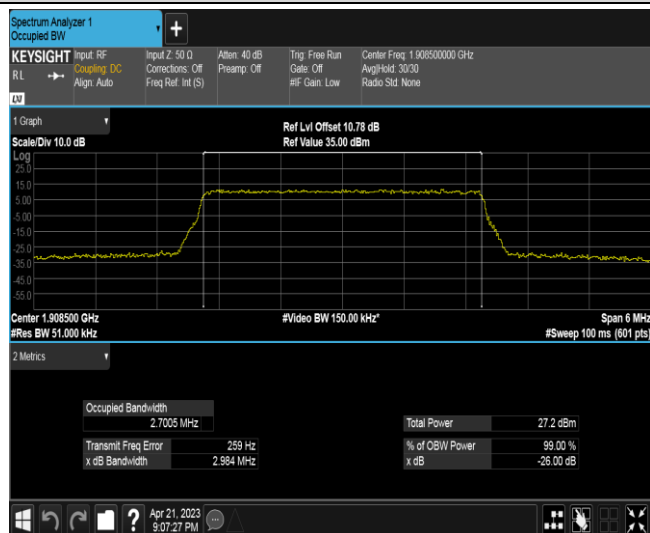 Spectrum Analyzer 1
Occupied BW
+
KEYSIGHT Input: RF Input Z: 50 Ω Atten: 40 dB Trig: Free Run Center Freq: 1.908500000 GHz
RL Coupling: DC Corrections: Off Preamp: Off Gate: Off Avg|Hold: 30/30
Align: Auto Freq Ref: Int (S) #IF Gain: Low Radio Std: None
LXI
1 Graph Ref Lvl Offset 10.78 dB
Scale/Div 10.0 dB Ref Value 35.00 dBm
Log
25.0
15.0
5.00
-5.00
-15.0
-25.0
-35.0
-45.0
-55.0
Center 1.908500 GHz #Video BW 150.00 kHz* Span 6 MHz
#Res BW 51.000 kHz #Sweep 100 ms (601 pts)
2 Metrics
Occupied Bandwidth
2.7005 MHz Total Power 27.2 dBm
Transmit Freq Error 259 Hz % of OBW Power 99.00 %
x dB Bandwidth 2.984 MHz x dB -26.00 dB
? Apr 21, 2023
9:07:27 PM